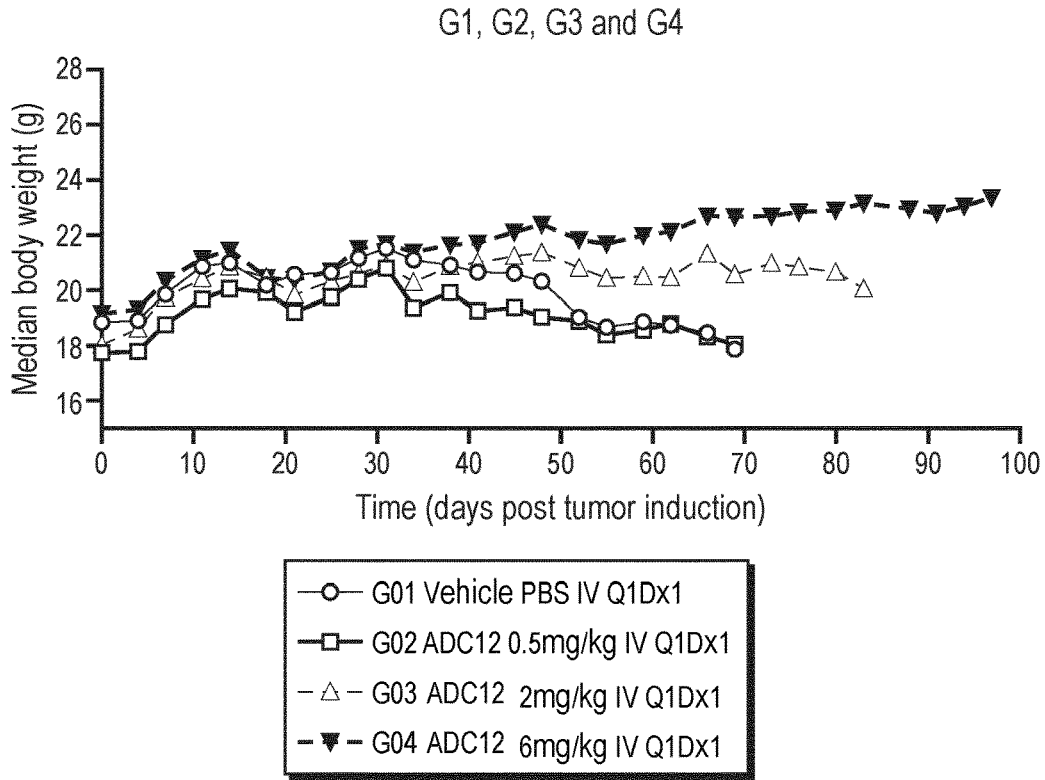 G1, G2, G3 and G4
Median body weight (g)
28
26
24
22
20
18
16
0 10 20 30 40 50 60 70 80 90 100
Time (days post tumor induction)
G01 Vehicle PBS IV Q1Dx1
G02 ADC12 0.5mg/kg IV Q1Dx1
G03 ADC12 2mg/kg IV Q1Dx1
G04 ADC12 6mg/kg IV Q1Dx1